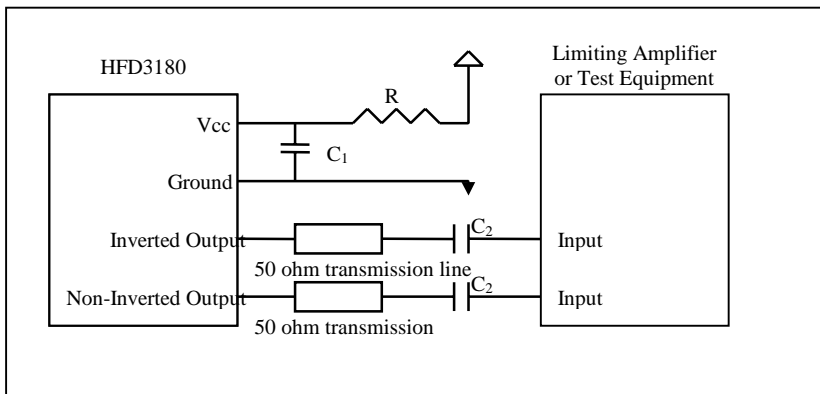 HFD3180
Limiting Amplifier
or Test Equipment
R
Vcc
C1
Ground
C2
Inverted Output
Input
50 ohm transmission line
C2
Non-Inverted Output
Input
50 ohm transmission